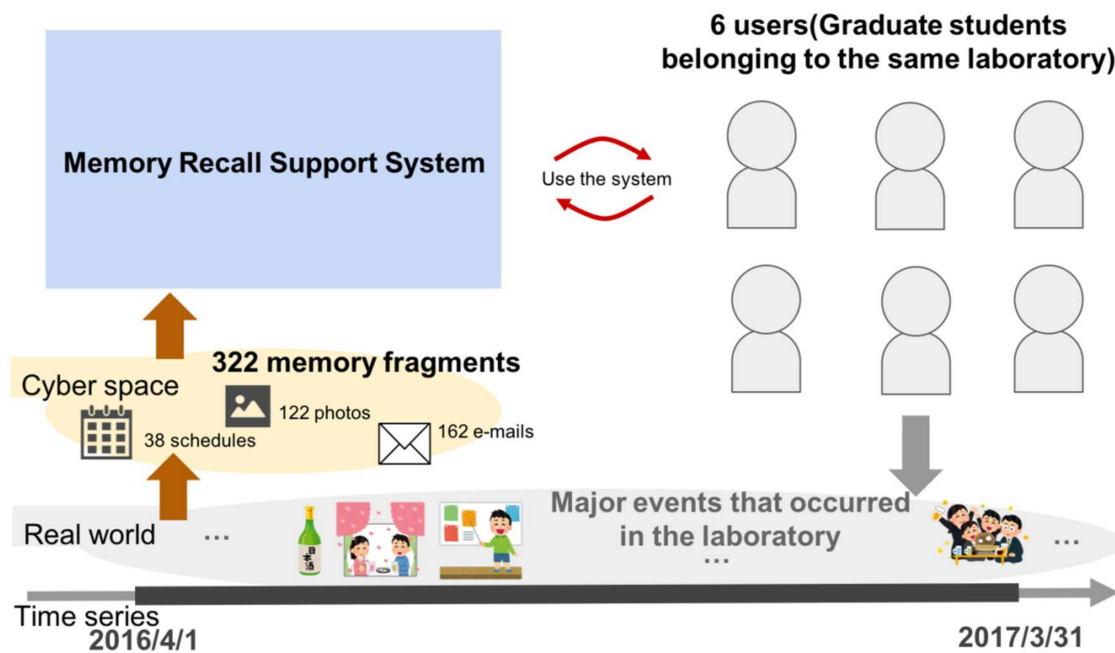 6 users(Graduate students
belonging to the same laboratory)
Memory Recall Support System
Use the system
322 memory fragments
Cyber space
122 photos
38 schedules
162 e-mails
Major events that occurred
in the laboratory
Real world
...
日本酒
...
...
Time series
2016/4/1
2017/3/31